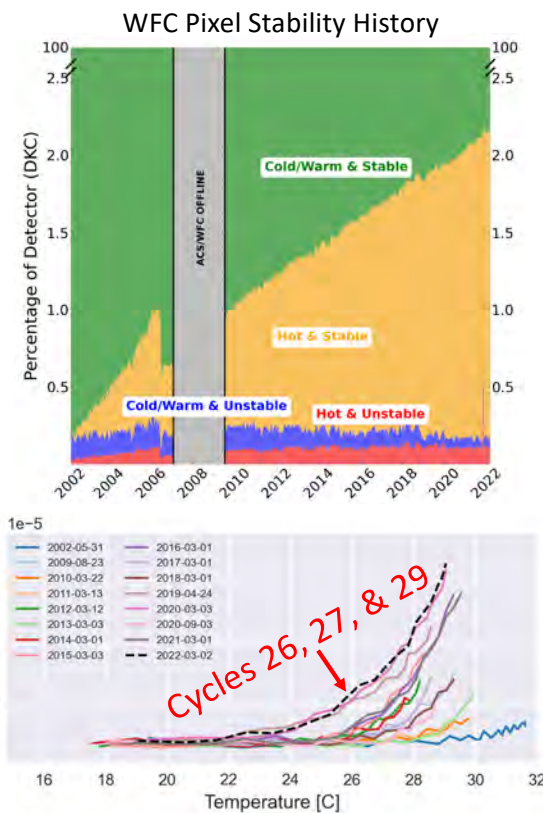 WFC Pixel Stability History
100 100
2.5 2.5
2.0 2.0
1.5 1.5
1.0 1.0
0.5 0.5
Percentage of Detector (DKC)
Cold/Warm & Stable
ACS/WFC OFFLINE
Hot & Stable
Cold/Warm & Unstable
Hot & Unstable
2002 2004 2006 2008 2010 2012 2014 2016 2018 2020 2022
1e-5
2002-05-31 2016-03-01
2009-08-23 2017-03-01
2010-03-22 2018-03-01
2011-03-13 2019-04-24
2012-03-12 2020-03-03
2013-03-03 2020-09-03
2014-03-01 2021-03-01
2015-03-03 2022-03-02
Cycles 26, 27, & 29
16 18 20 22 24 26 28 30 32
Temperature [C]